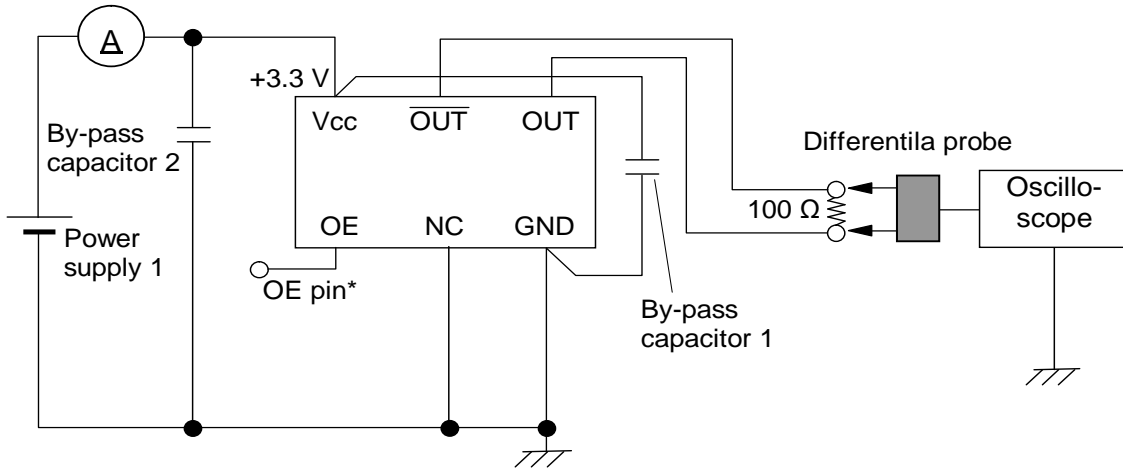 A
+3.3 V
Vcc
OUT
OUT
By-pass
capacitor 2
Differentila probe
Oscillo-
scope
100 Ω
OE
NC
GND
Power
supply 1
OE pin*
By-pass
capacitor 1